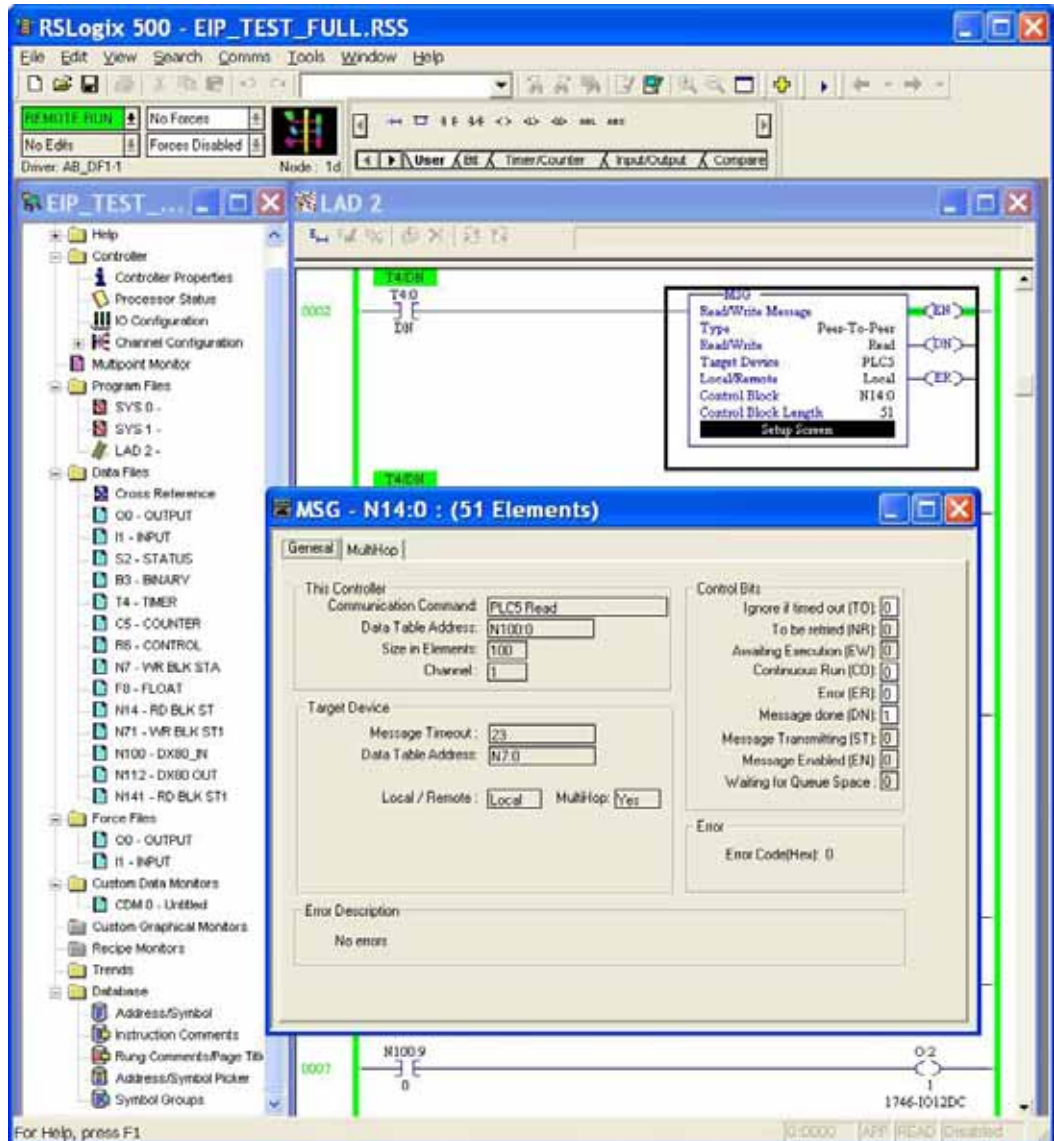 RSLogix 500 - EIP_TEST_FULL.RSS
File Edit View Search Comms Tools Window Help
REMOTE RUN No Forces
No Edits Forces Disabled
Driver: AB_DF1-1 Node: 1d
User Bit Timer/Counter Input/Output Compare
EIP_TEST_...
Help
Controller
Controller Properties
Processor Status
IO Configuration
Channel Configuration
Multipoint Monitor
Program Files
SYS 0 -
SYS 1 -
LAD 2 -
Data Files
Cross Reference
O0 - OUTPUT
I1 - INPUT
S2 - STATUS
B3 - BINARY
T4 - TIMER
C5 - COUNTER
R6 - CONTROL
N7 - WR BLK STA
F8 - FLOAT
N14 - RD BLK ST
N71 - WR BLK ST1
N100 - DX80_IN
N112 - DX80 OUT
N141 - RD BLK ST1
Force Files
O0 - OUTPUT
I1 - INPUT
Custom Data Monitors
CDM 0 - Untitled
Custom Graphical Monitors
Recipe Monitors
Trends
Database
Address/Symbol
Instruction Comments
Rung Comments/Page Titl
Address/Symbol Picker
Symbol Groups
LAD 2
T4/DN
T4:0
0002
DN
MSG
Read/Write Message
Type Peer-To-Peer
Read/Write Read
Target Device PLC5
Local/Remote Local
Control Block N14:0
Control Block Length 51
Setup Screen
EN
DN
ER
T4/DN
MSG - N14:0 : (51 Elements)
General MultiHop
This Controller
Communication Command: PLC5 Read
Data Table Address: N100:0
Size in Elements: 100
Channel: 1
Target Device
Message Timeout : 23
Data Table Address: N7:0
Local / Remote : Local MultiHop: Yes
Control Bits
Ignore if timed out (TO): 0
To be retried (NR): 0
Awaiting Execution (EW): 0
Continuous Run (CO): 0
Error (ER): 0
Message done (DN): 1
Message Transmitting (ST): 0
Message Enabled (EN): 0
Waiting for Queue Space : 0
Error
Error Code(Hex): 0
Error Description
No errors
N100:9
0007
0
O:2
1
1746-IO12DC
For Help, press F1
0:0000 APP READ Disabled